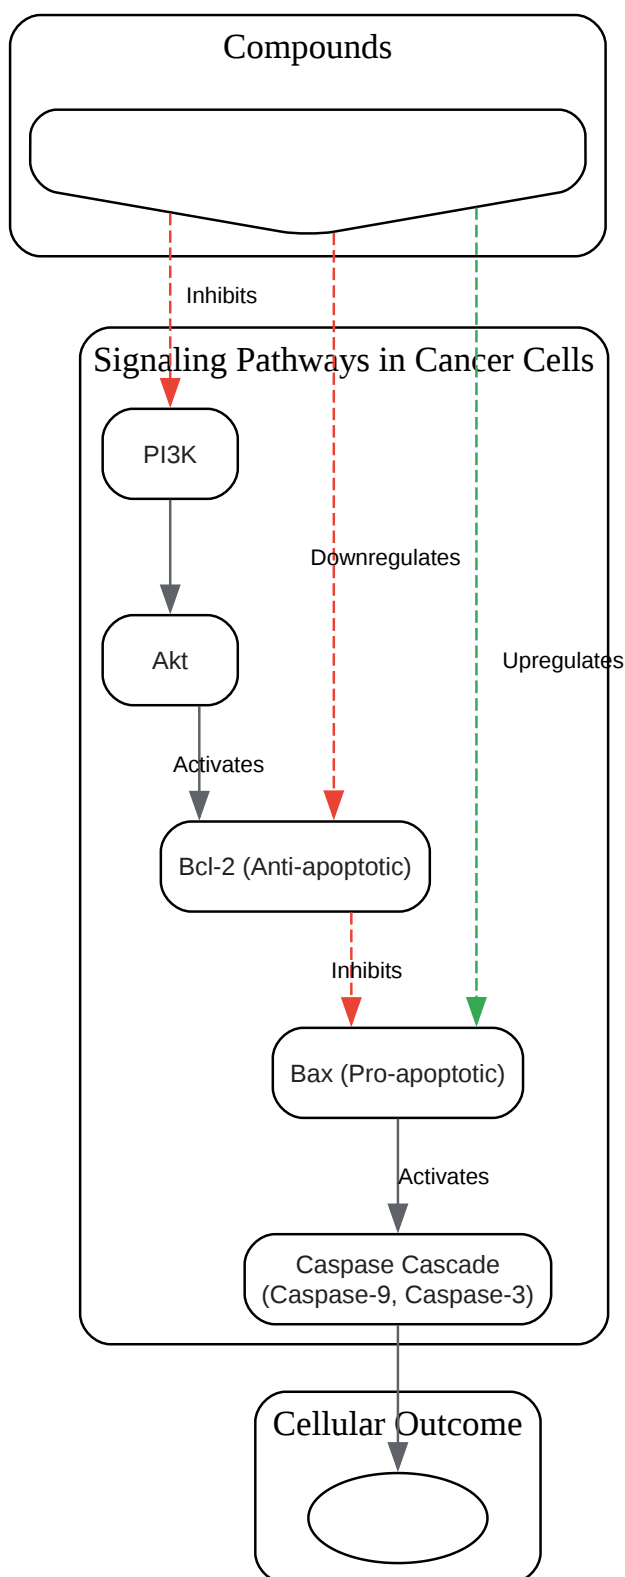 Compounds
Inhibits
Signaling Pathways in Cancer Cells
PI3K
Downregulates
Akt
Upregulates
Activates
Bcl-2 (Anti-apoptotic)
Inhibits
Bax (Pro-apoptotic)
Activates
Caspase Cascade
(Caspase-9, Caspase-3)
Cellular Outcome